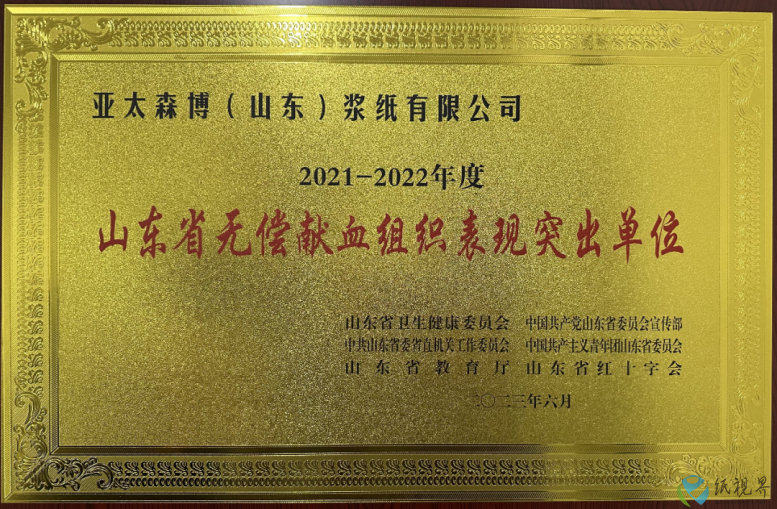 亚太森博（山东）浆纸有限公司
2021-2022年度
山东省无偿献血组织表现突出单位
山东省卫生健康委员会 中国共产党山东省委员会宣传部
中共山东省委省直机关工作委员会 中国共产主义青年团山东省委员会
山东省教育厅 山东省红十字会
二〇二三年六月
纸视界